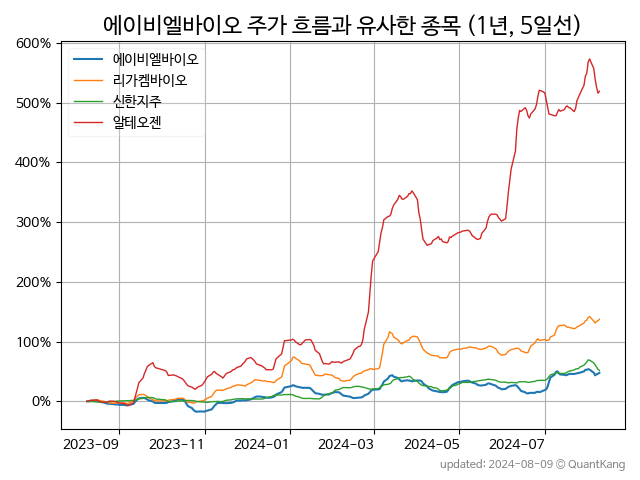 에이비엘바이오 주가 흐름과 유사한 종목 (1년, 5일선)
600%
500%
400%
300%
200%
100%
0%
에이비엘바이오
리가켐바이오
신한지주
알테오젠
2023-09 2023-11 2024-01 2024-03 2024-05 2024-07
updated: 2024-08-09 © QuantKang